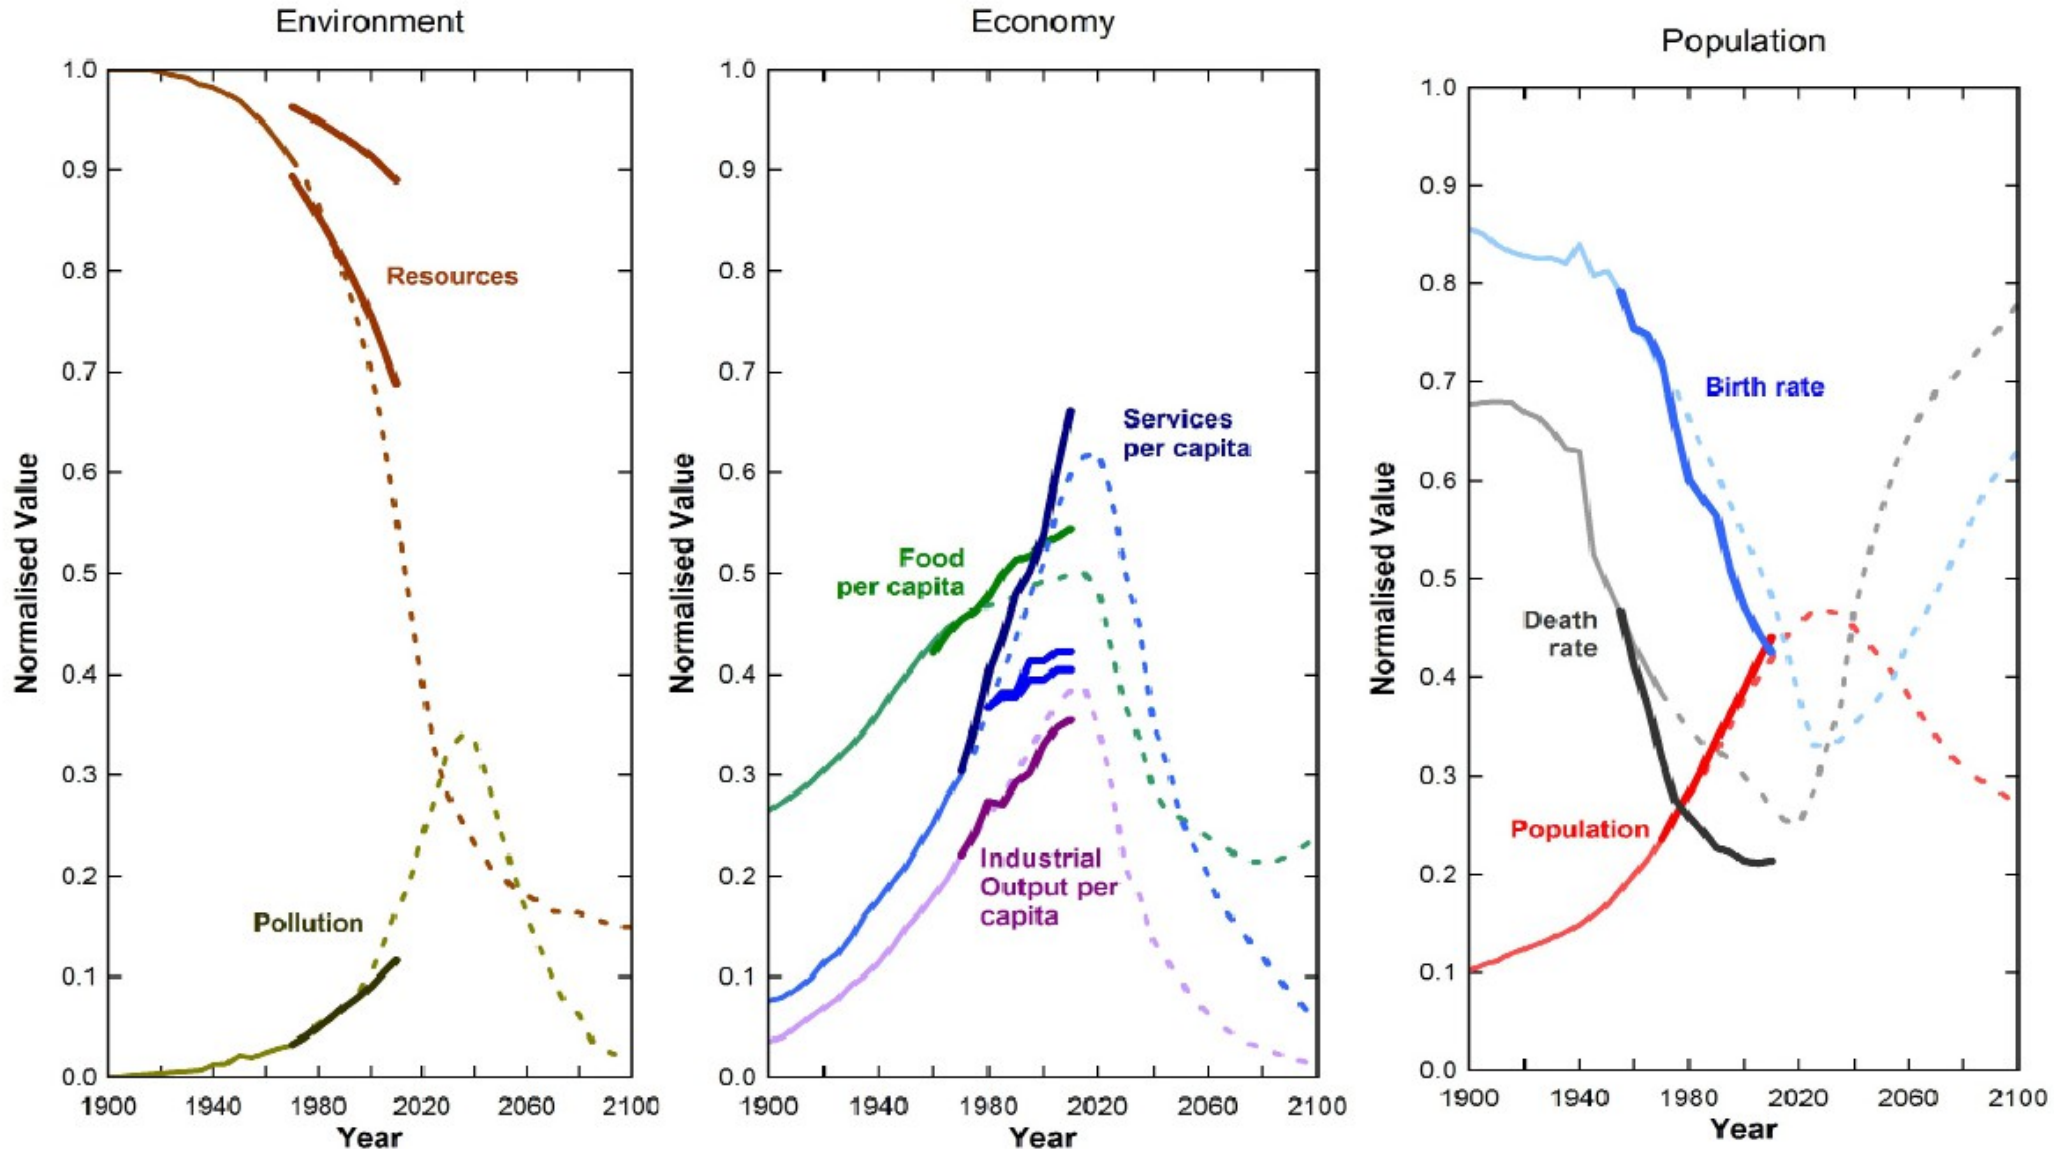 Environment
1.0
0.9
0.8
0.7
0.6
0.5
0.4
0.3
0.2
0.1
0.0
Normalised Value
Resources
Pollution
1900 1940 1980 2020 2060 2100
Year
Economy
1.0
0.9
0.8
0.7
0.6
0.5
0.4
0.3
0.2
0.1
0.0
Normalised Value
Services
per capita
Food
per capita
Industrial
Output per
capita
1900 1940 1980 2020 2060 2100
Year
Population
1.0
0.9
0.8
0.7
0.6
0.5
0.4
0.3
0.2
0.1
0.0
Normalised Value
Birth rate
Death
rate
Population
1900 1940 1980 2020 2060 2100
Year